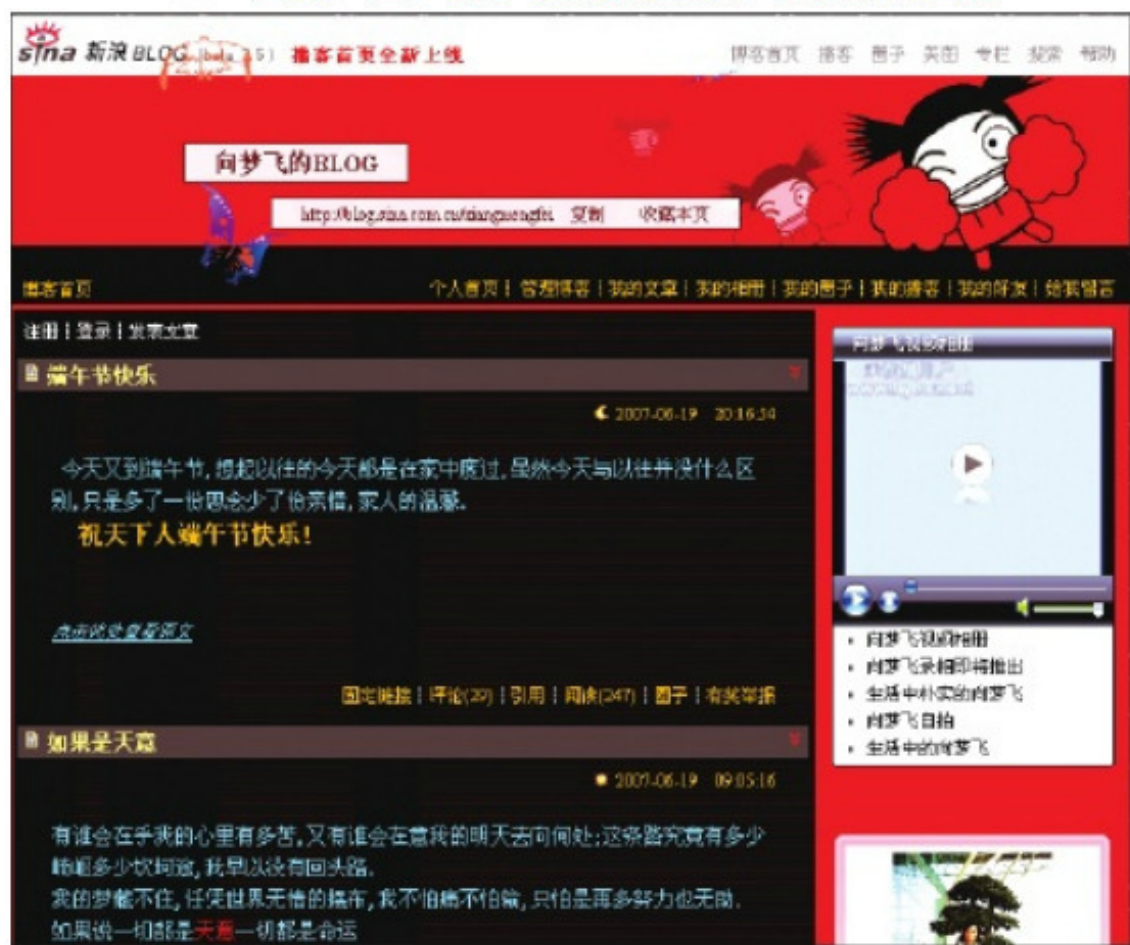 sina 新浪 BLOG 播客首页全新上线
博客首页 播客 圈子 美图 专栏 搜索 帮助
向梦飞的BLOG
复制 收藏本页
博客首页
个人首页 | 管理博客 | 我的文章 | 我的相册 | 我的圈子 | 我的播客 | 我的好友 | 给我留言
注册 | 登录 | 发表文章
端午节快乐
2007-06-19 20:16:54
今天又到端午节,想起以往的今天都是在家中度过,虽然今天与以往并没什么区
别,只是多了一份思念少了份亲情,家人的温馨.
祝天下人端午节快乐!
点击此处查看原文
固定链接 | 评论(29) | 引用 | 阅读(247) | 圈子 | 有奖举报
如果是天意
2007-06-19 09:05:16
有谁会在乎我的心里有多苦,又有谁会在意我的明天去向何处;这条路究竟有多少
崎岖多少坎坷途,我早以没有回头路.
我的梦藏不住,任凭世界无情的摆布,我不怕痛不怕输,只怕是再多努力也无助.
如果说一切都是天意一切都是命运
向梦飞视频相册
向梦飞视频相册
向梦飞录相即将推出
生活中朴实的向梦飞
向梦飞自拍
生活中的向梦飞